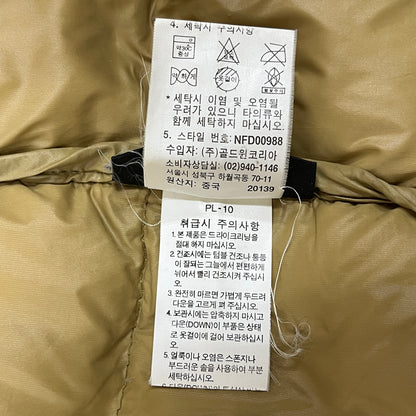 4. 세탁시 주의사항
약30℃
중성
약하게
옷걸이
* 세탁시 이염 및 오염될
우려가 있으니 타의류와
함께 세탁하지 마십시오.
5. 스타일 번호: NFD00988
수입자: (주)골드윈코리아
소비자상담실: (02)940-1146
서울시 성북구 하월곡동 70-11
원산지: 중국
20139
PL-10
취급시 주의사항
1. 본 제품은 드라이크리닝을
절대 하지 마십시오.
2. 건조시에는 텀블 건조나 통풍
이 잘되는 그늘에서 편평하게
뉘어서 빨리 건조시켜 주십시
오.
3. 완전히 마르면 가볍게 두드려
다운을 고르게 펴 주십시오.
4. 보관시에는 압축하지 마시고
다운(DOWN)이 부품은 상태
로 옷걸이에 걸어 보관하십시
오.
5. 얼룩이나 오염은 스폰지나
부드러운 솔을 사용하여 세탁
하십시오.